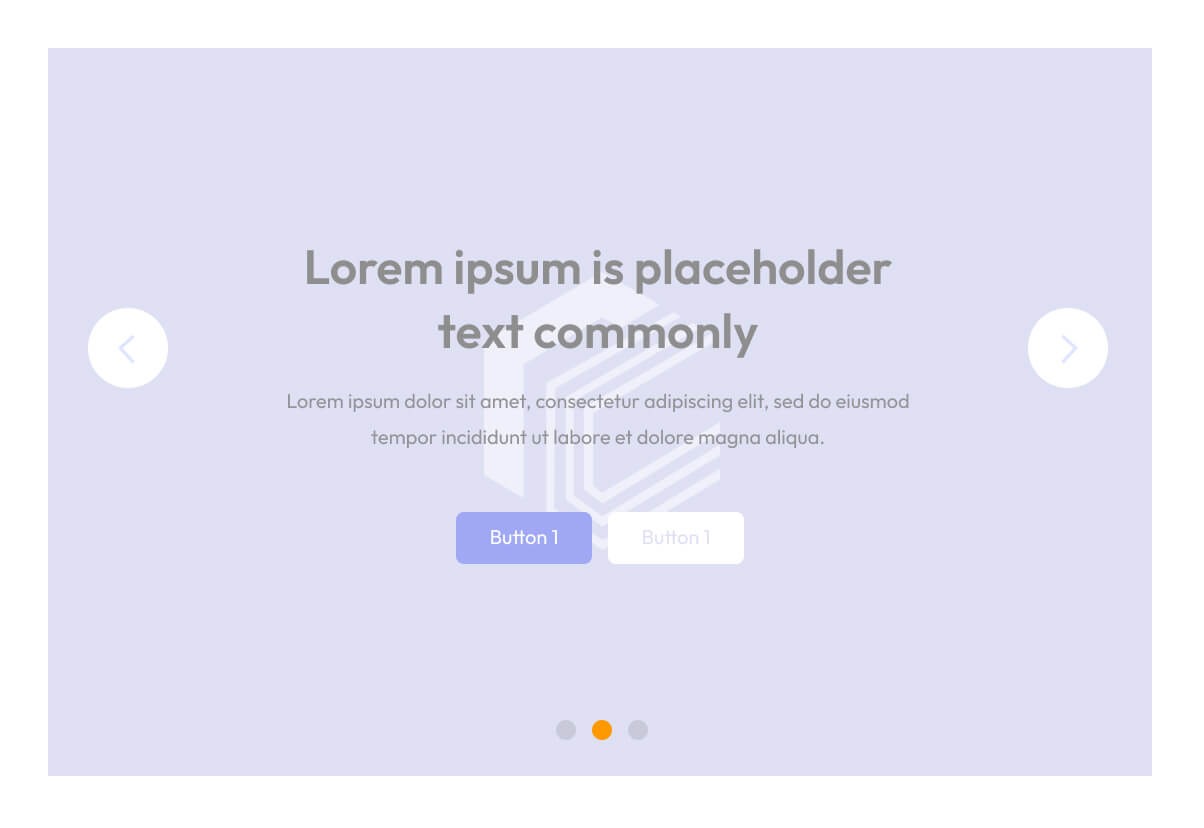 Lorem ipsum is placeholder
text commonly
Lorem ipsum dolor sit amet, consectetur adipiscing elit, sed do eiusmod
tempor incididunt ut labore et dolore magna aliqua.
Button 1
Button 1